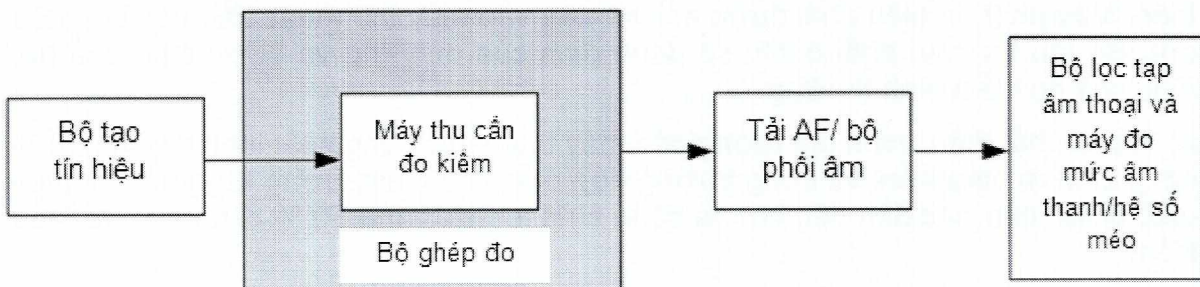 Bộ tạo
tín hiệu
Máy thu cần
đo kiểm
Bộ ghép đo
Tải AF/ bộ
phối âm
Bộ lọc tạp
âm thoại và
máy đo
mức âm
thanh/hệ số
méo